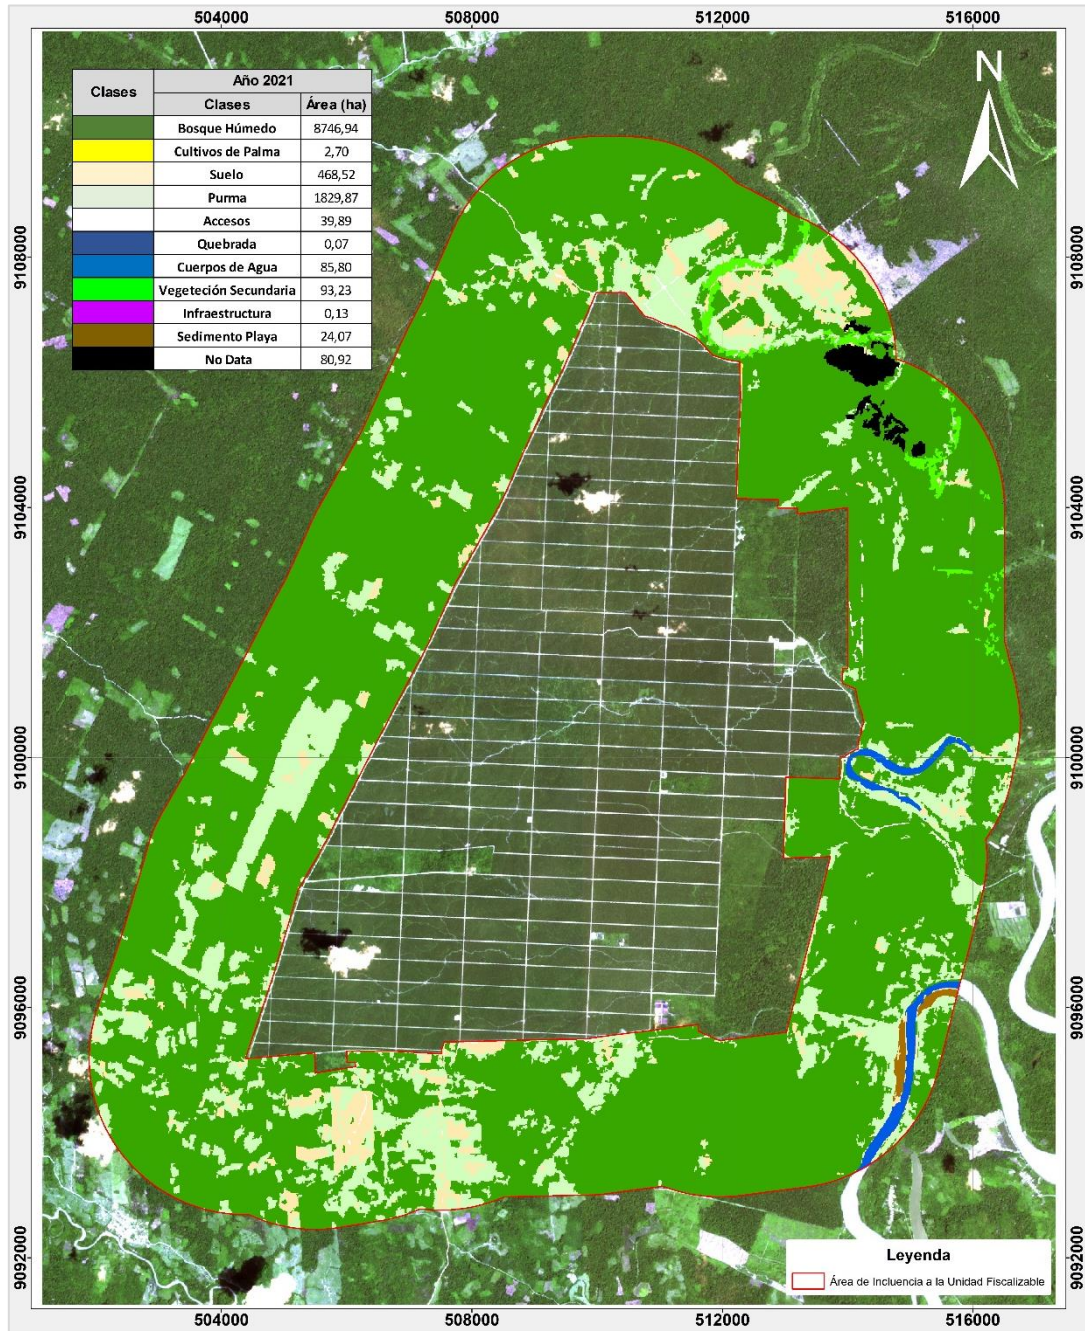 504000 508000 512000 516000
N
Clases Año 2021
Clases Área (ha)
Bosque Húmedo 8746,94
Cultivos de Palma 2,70
Suelo 468,52
Purma 1829,87
Accesos 39,89
Quebrada 0,07
Cuerpos de Agua 85,80
Vegeteción Secundaria 93,23
Infraestructura 0,13
Sedimento Playa 24,07
No Data 80,92
9108000 9108000
9104000 9104000
9100000 9100000
9096000 9096000
9092000 9092000
Leyenda
Área de Incluencia a la Unidad Fiscalizable
504000 508000 512000 516000